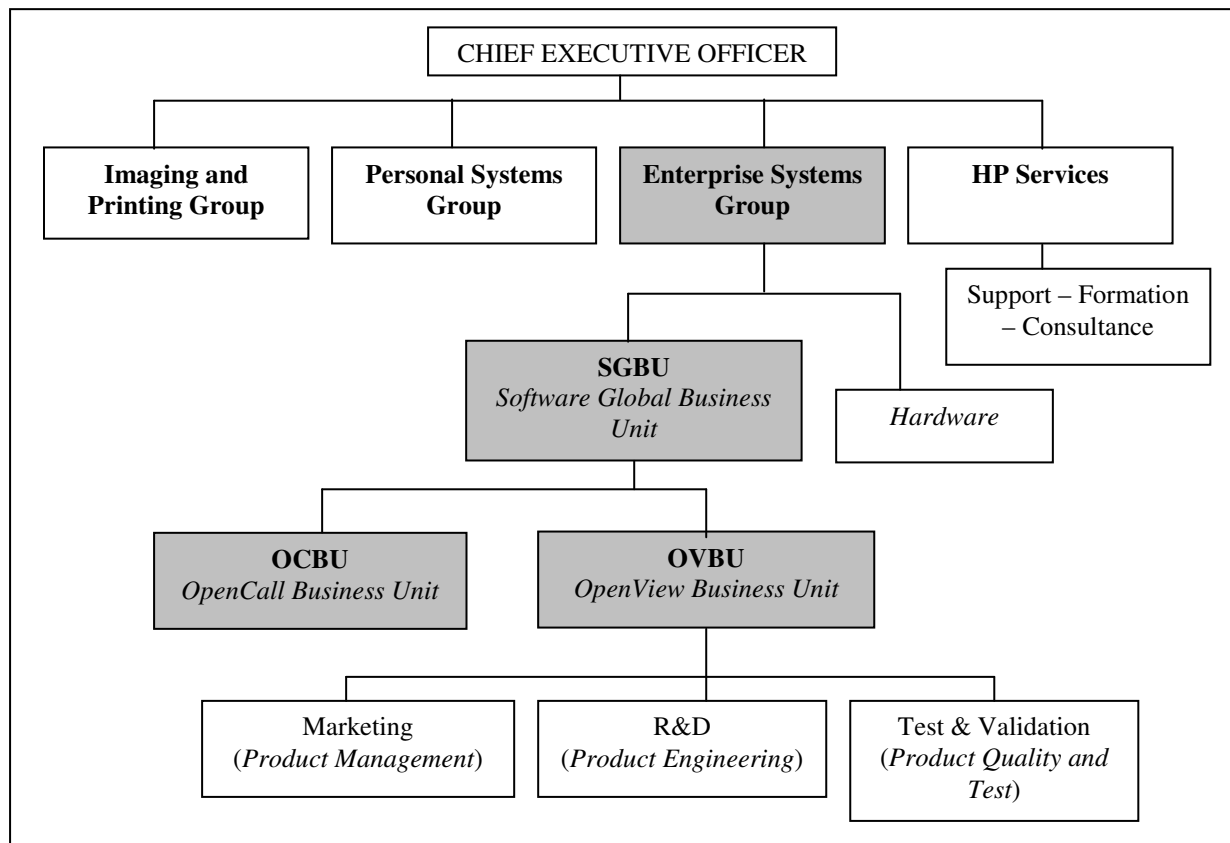 CHIEF EXECUTIVE OFFICER
Imaging and
Printing Group
Personal Systems
Group
Enterprise Systems
Group
HP Services
Support – Formation
– Consultance
SGBU
Software Global Business
Unit
Hardware
OCBU
OpenCall Business Unit
OVBU
OpenView Business Unit
Marketing
(Product Management)
R&D
(Product Engineering)
Test & Validation
(Product Quality and
Test)